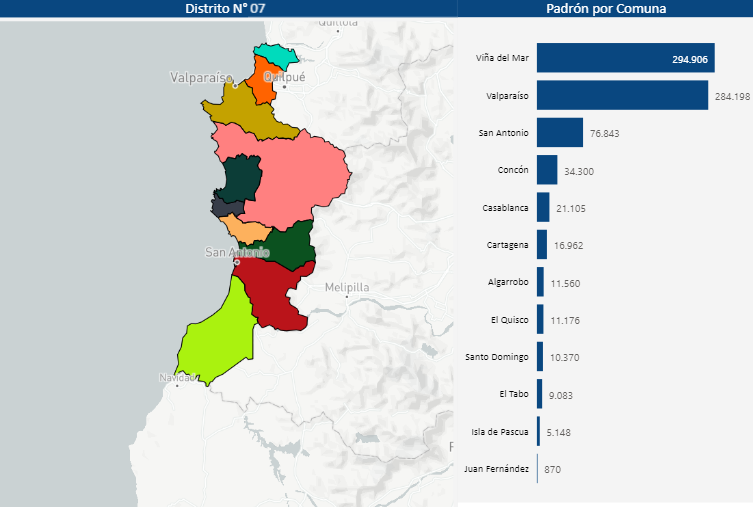 Distrito N° 07
Padrón por Comuna
Quillota
Valparaíso
Quilpué
San Antonio
Melipilla
Navidad
Viña del Mar 294.906
Valparaíso 284.198
San Antonio 76.843
Concón 34.300
Casablanca 21.105
Cartagena 16.962
Algarrobo 11.560
El Quisco 11.176
Santo Domingo 10.370
El Tabo 9.083
Isla de Pascua 5.148
Juan Fernández 870